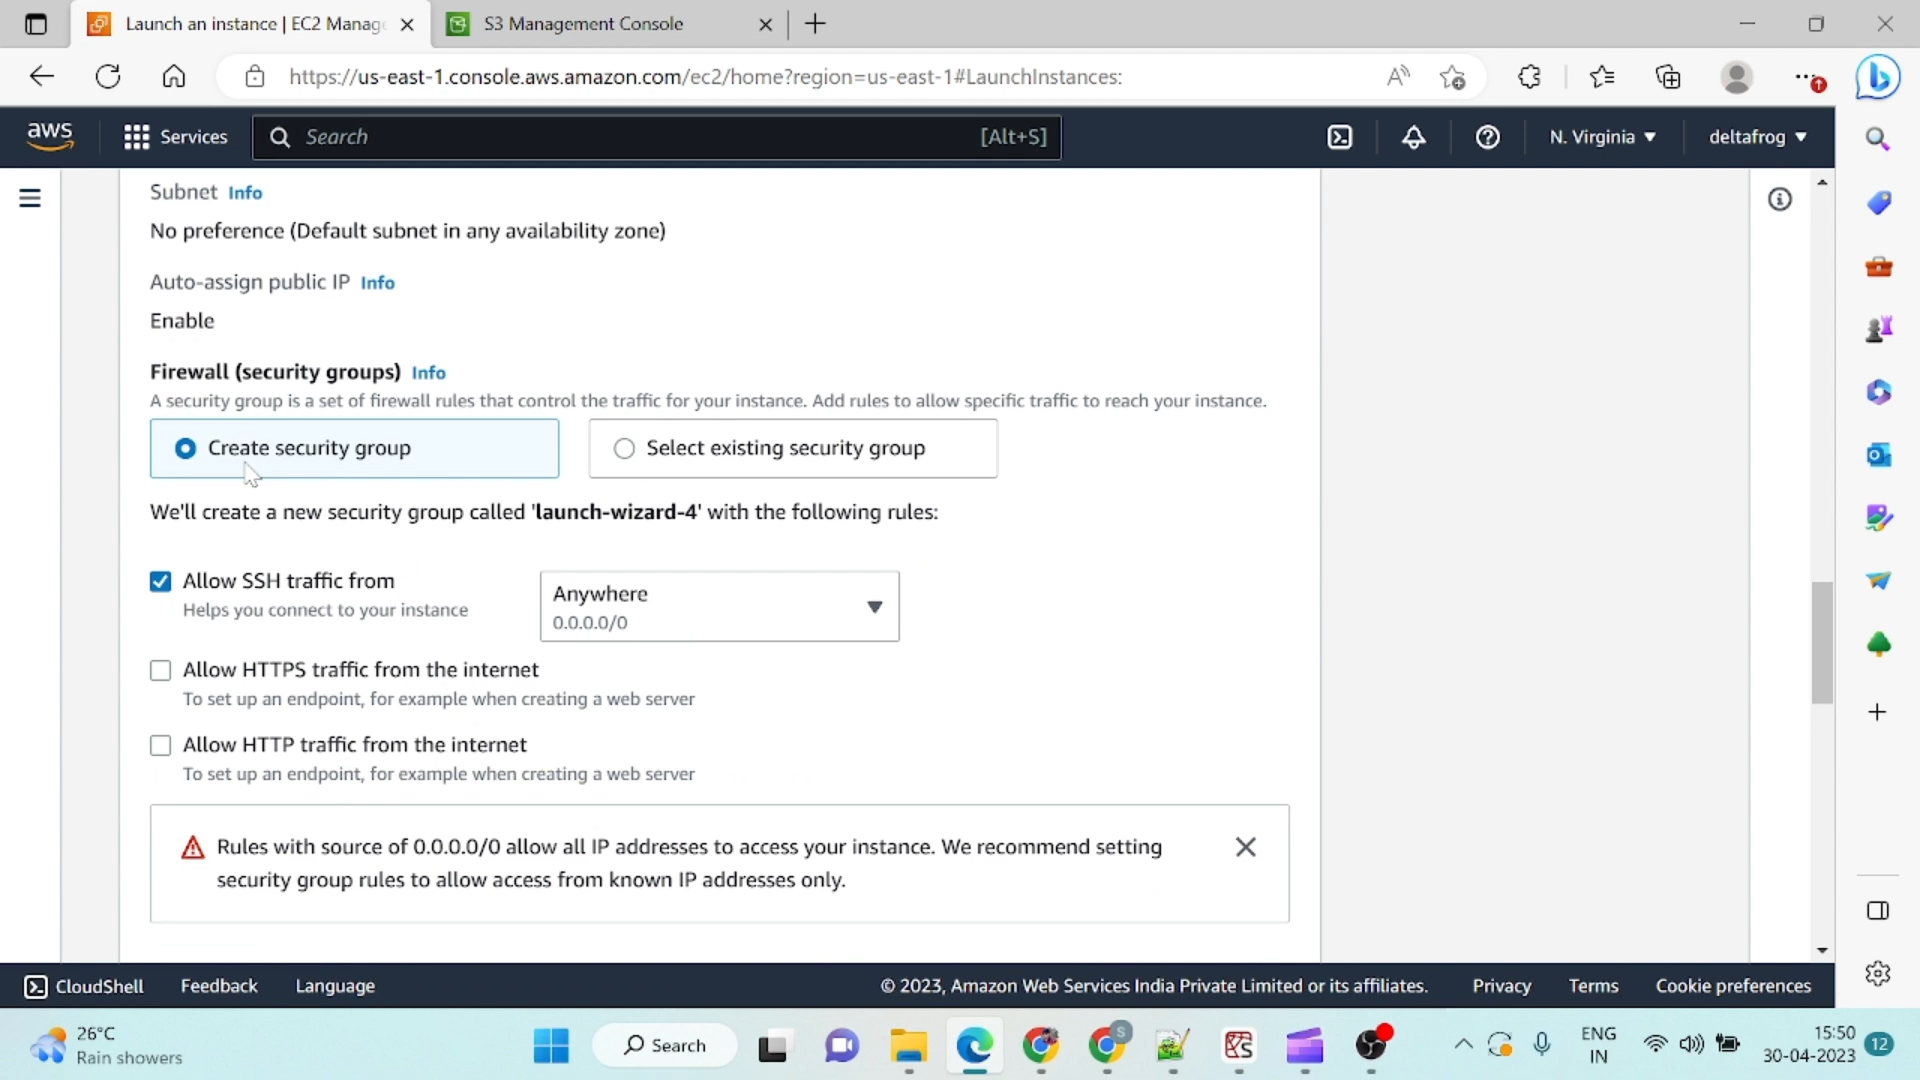 Launch an instance | EC2 Manag
S3 Management Console
https://us-east-1.console.aws.amazon.com/ec2/home?region=us-east-1#LaunchInstances:
aws
Services
Search
[Alt+S]
N. Virginia
deltafrog
Subnet Info
No preference (Default subnet in any availability zone)
Auto-assign public IP Info
Enable
Firewall (security groups) Info
A security group is a set of firewall rules that control the traffic for your instance. Add rules to allow specific traffic to reach your instance.
Create security group
Select existing security group
We'll create a new security group called 'launch-wizard-4' with the following rules:
Allow SSH traffic from
Helps you connect to your instance
Anywhere
0.0.0.0/0
Allow HTTPS traffic from the internet
To set up an endpoint, for example when creating a web server
Allow HTTP traffic from the internet
To set up an endpoint, for example when creating a web server
Rules with source of 0.0.0.0/0 allow all IP addresses to access your instance. We recommend setting
security group rules to allow access from known IP addresses only.
CloudShell
Feedback
Language
© 2023, Amazon Web Services India Private Limited or its affiliates.
Privacy
Terms
Cookie preferences
26°C
Rain showers
Search
S
ENG
IN
15:50
30-04-2023
12